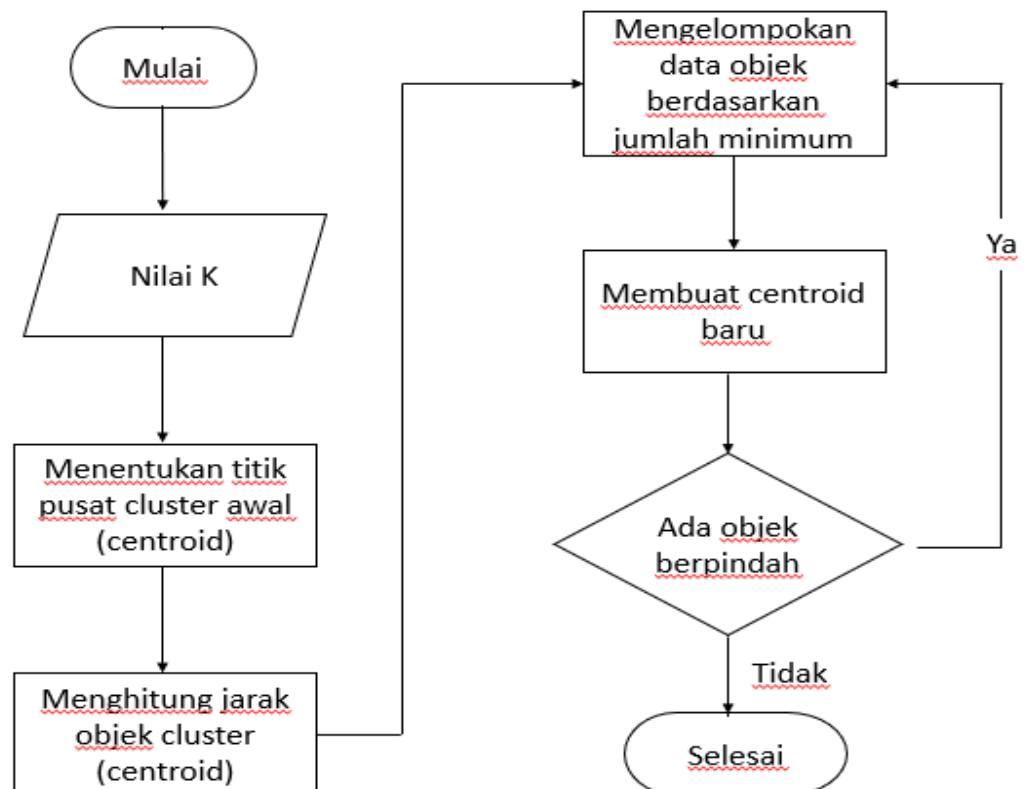 Mulai
Nilai K
Menentukan titik
pusat cluster awal
(centroid)
Menghitung jarak
objek cluster
(centroid)
Mengelompokan
data objek
berdasarkan
jumlah minimum
Membuat centroid
baru
Ada objek
berpindah
Ya
Tidak
Selesai